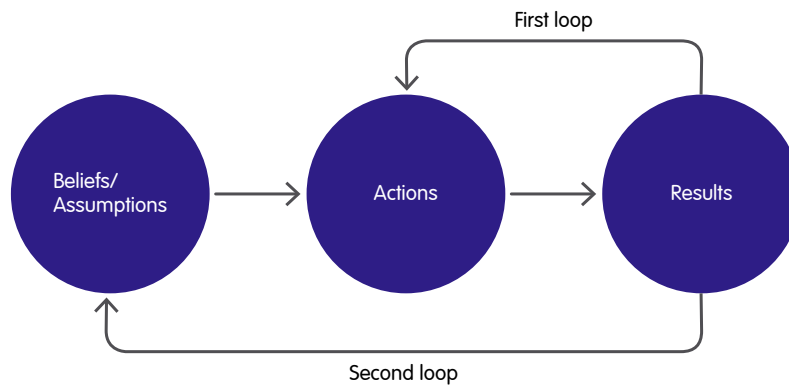 First loop
Beliefs/
Assumptions
Actions
Results
Second loop